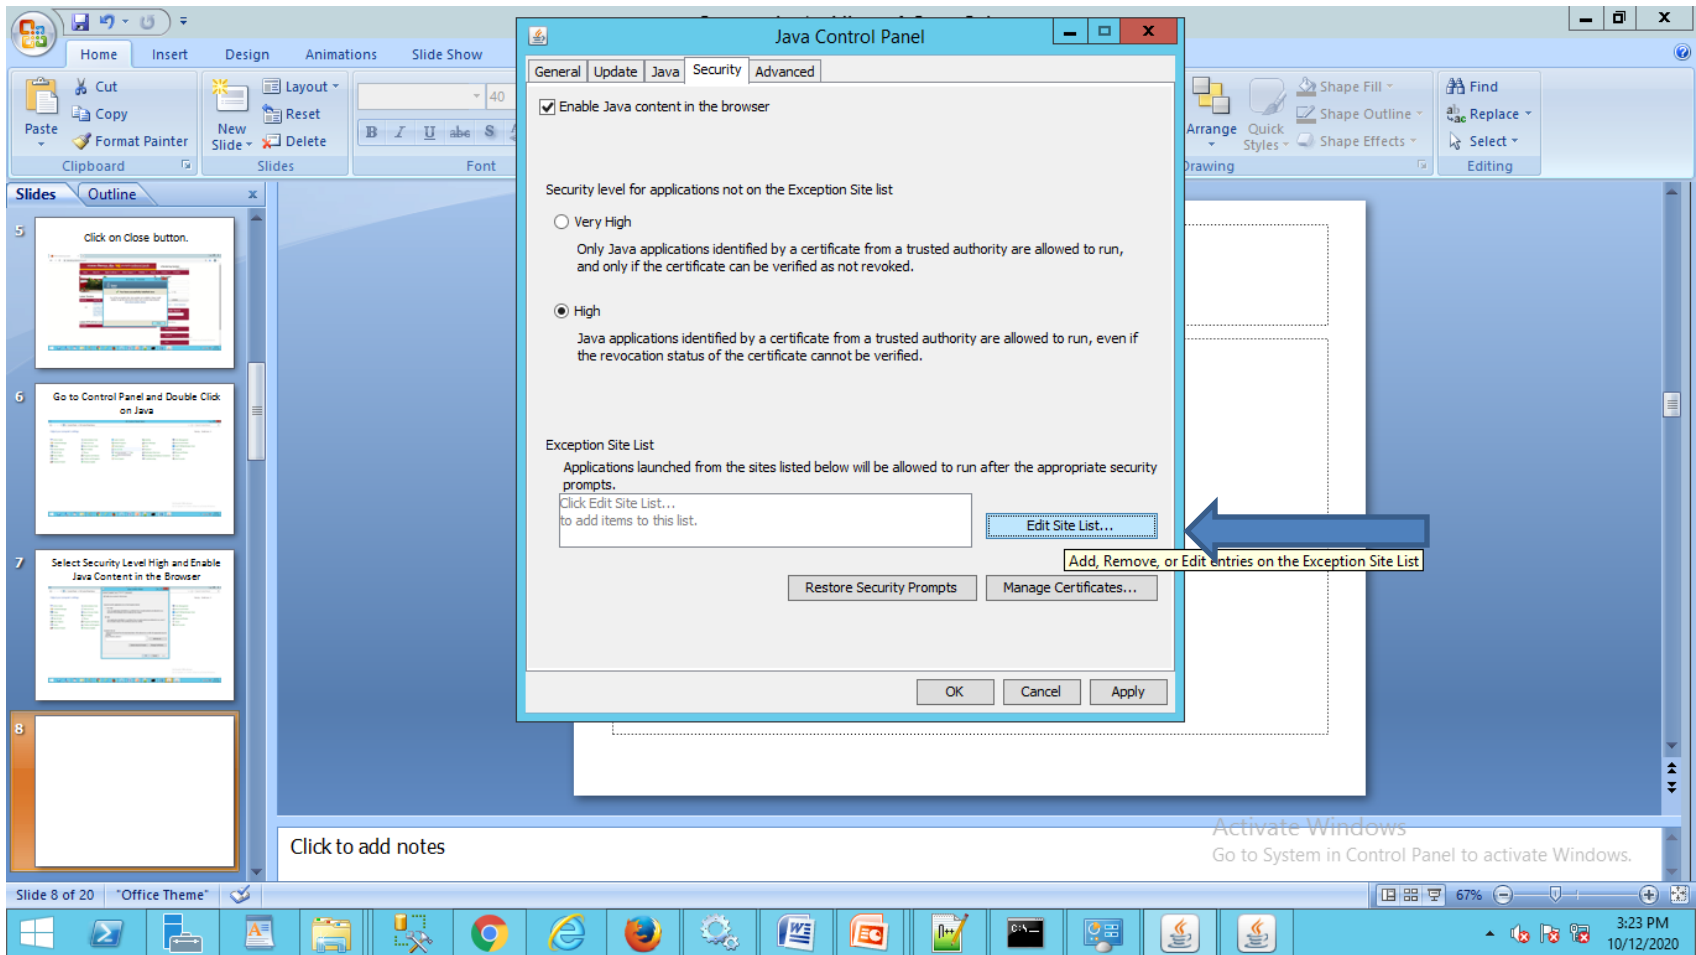 Java Control Panel
Home Insert Design Animations Slide Show
General Update Java Security Advanced
Cut
Copy
Format Painter
Paste
Clipboard
New
Slide
Layout
Reset
Delete
Slides
40
B I U abc S
Font
Arrange
Quick
Styles
Shape Fill
Shape Outline
Shape Effects
Drawing
Find
Replace
Select
Editing
Slides Outline x
5
Click on Close button.
6
Go to Control Panel and Double Click
on Java
7
Select Security Level High and Enable
Java Content in the Browser
8
Enable Java content in the browser
Security level for applications not on the Exception Site list
Very High
Only Java applications identified by a certificate from a trusted authority are allowed to run,
and only if the certificate can be verified as not revoked.
High
Java applications identified by a certificate from a trusted authority are allowed to run, even if
the revocation status of the certificate cannot be verified.
Exception Site List
Applications launched from the sites listed below will be allowed to run after the appropriate security
prompts.
Click Edit Site List...
to add items to this list.
Edit Site List...
Add, Remove, or Edit entries on the Exception Site List
Restore Security Prompts Manage Certificates...
OK Cancel Apply
Click to add notes
Activate Windows
Go to System in Control Panel to activate Windows.
Slide 8 of 20 "Office Theme" 67%
3:23 PM
10/12/2020